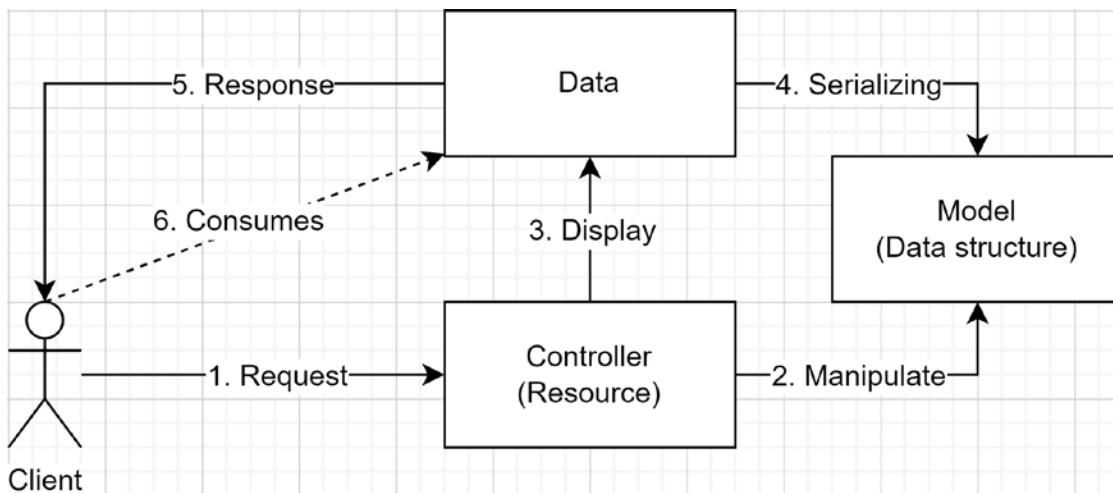 5. Response
Data
4. Serializing
6. Consumes
3. Display
Model
(Data structure)
1. Request
Controller
(Resource)
2. Manipulate
Client